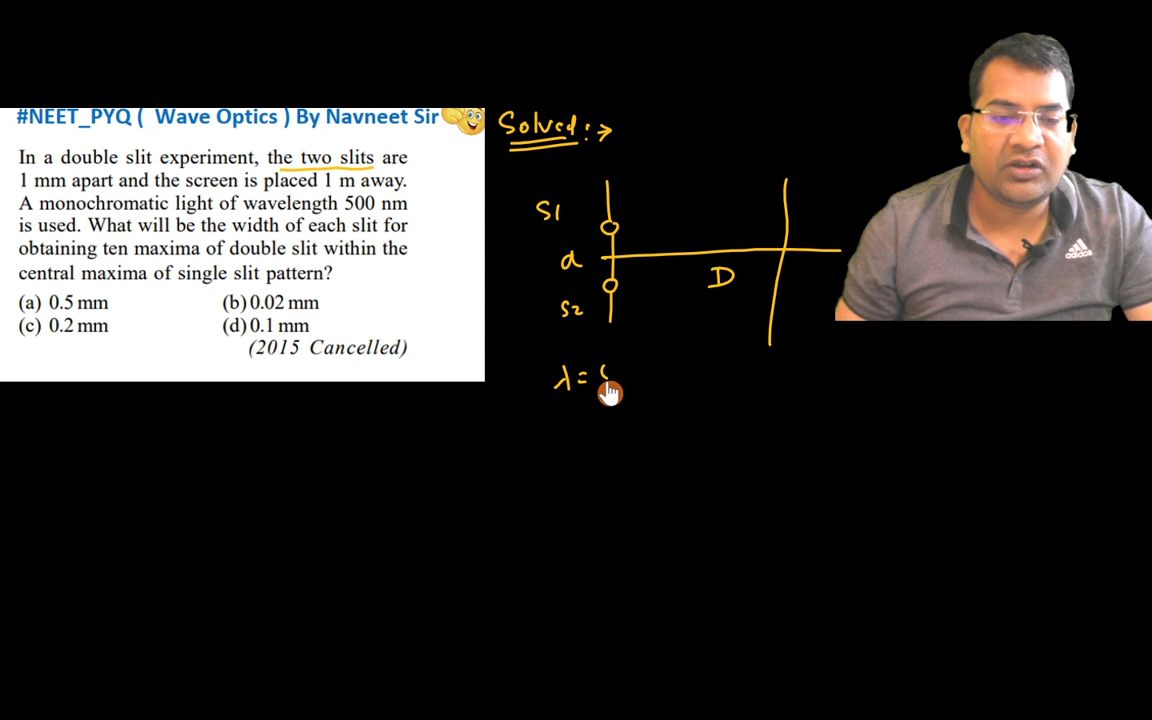 #NEET_PYQ ( Wave Optics ) By Navneet Sir
Solved :→
In a double slit experiment, the two slits are
1 mm apart and the screen is placed 1 m away.
A monochromatic light of wavelength 500 nm
is used. What will be the width of each slit for
obtaining ten maxima of double slit within the
central maxima of single slit pattern?
(a) 0.5 mm (b) 0.02 mm
(c) 0.2 mm (d) 0.1 mm
(2015 Cancelled)
S1
d
D
S2
λ =
adidas